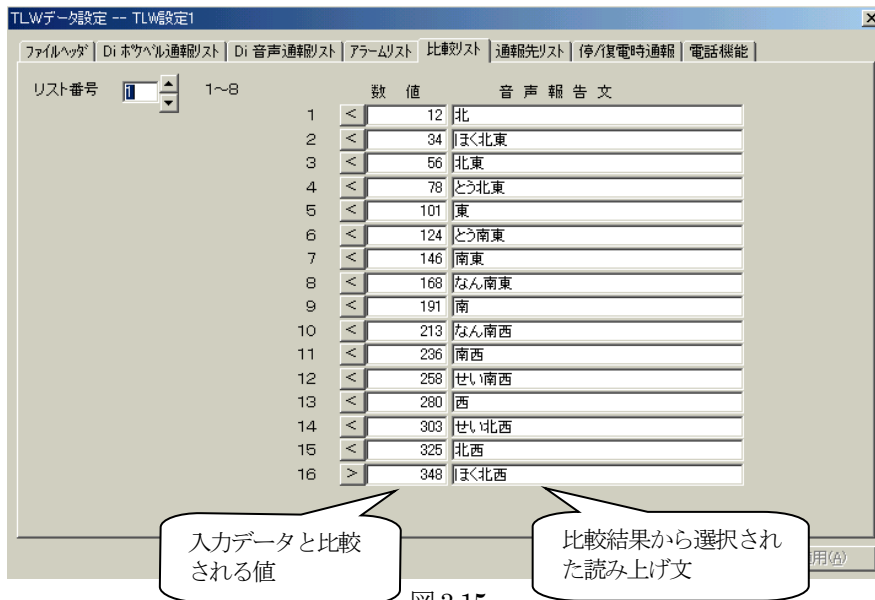 TLWデータ設定 -- TLW設定1
ファイルヘッダ Di ポケベル通報リスト Di 音声通報リスト アラームリスト 比較リスト 通報先リスト 停/復電時通報 電話機能
リスト番号 1 1～8
数 値 音 声 報 告 文
1 < 12 北
2 < 34 ほく北東
3 < 56 北東
4 < 78 とう北東
5 < 101 東
6 < 124 とう南東
7 < 146 南東
8 < 168 なん南東
9 < 191 南
10 < 213 なん南西
11 < 236 南西
12 < 258 せい南西
13 < 280 西
14 < 303 せい北西
15 < 325 北西
16 > 348 ほく北西
入力データと比較
される値
比較結果から選択され
た読み上げ文
用(A)